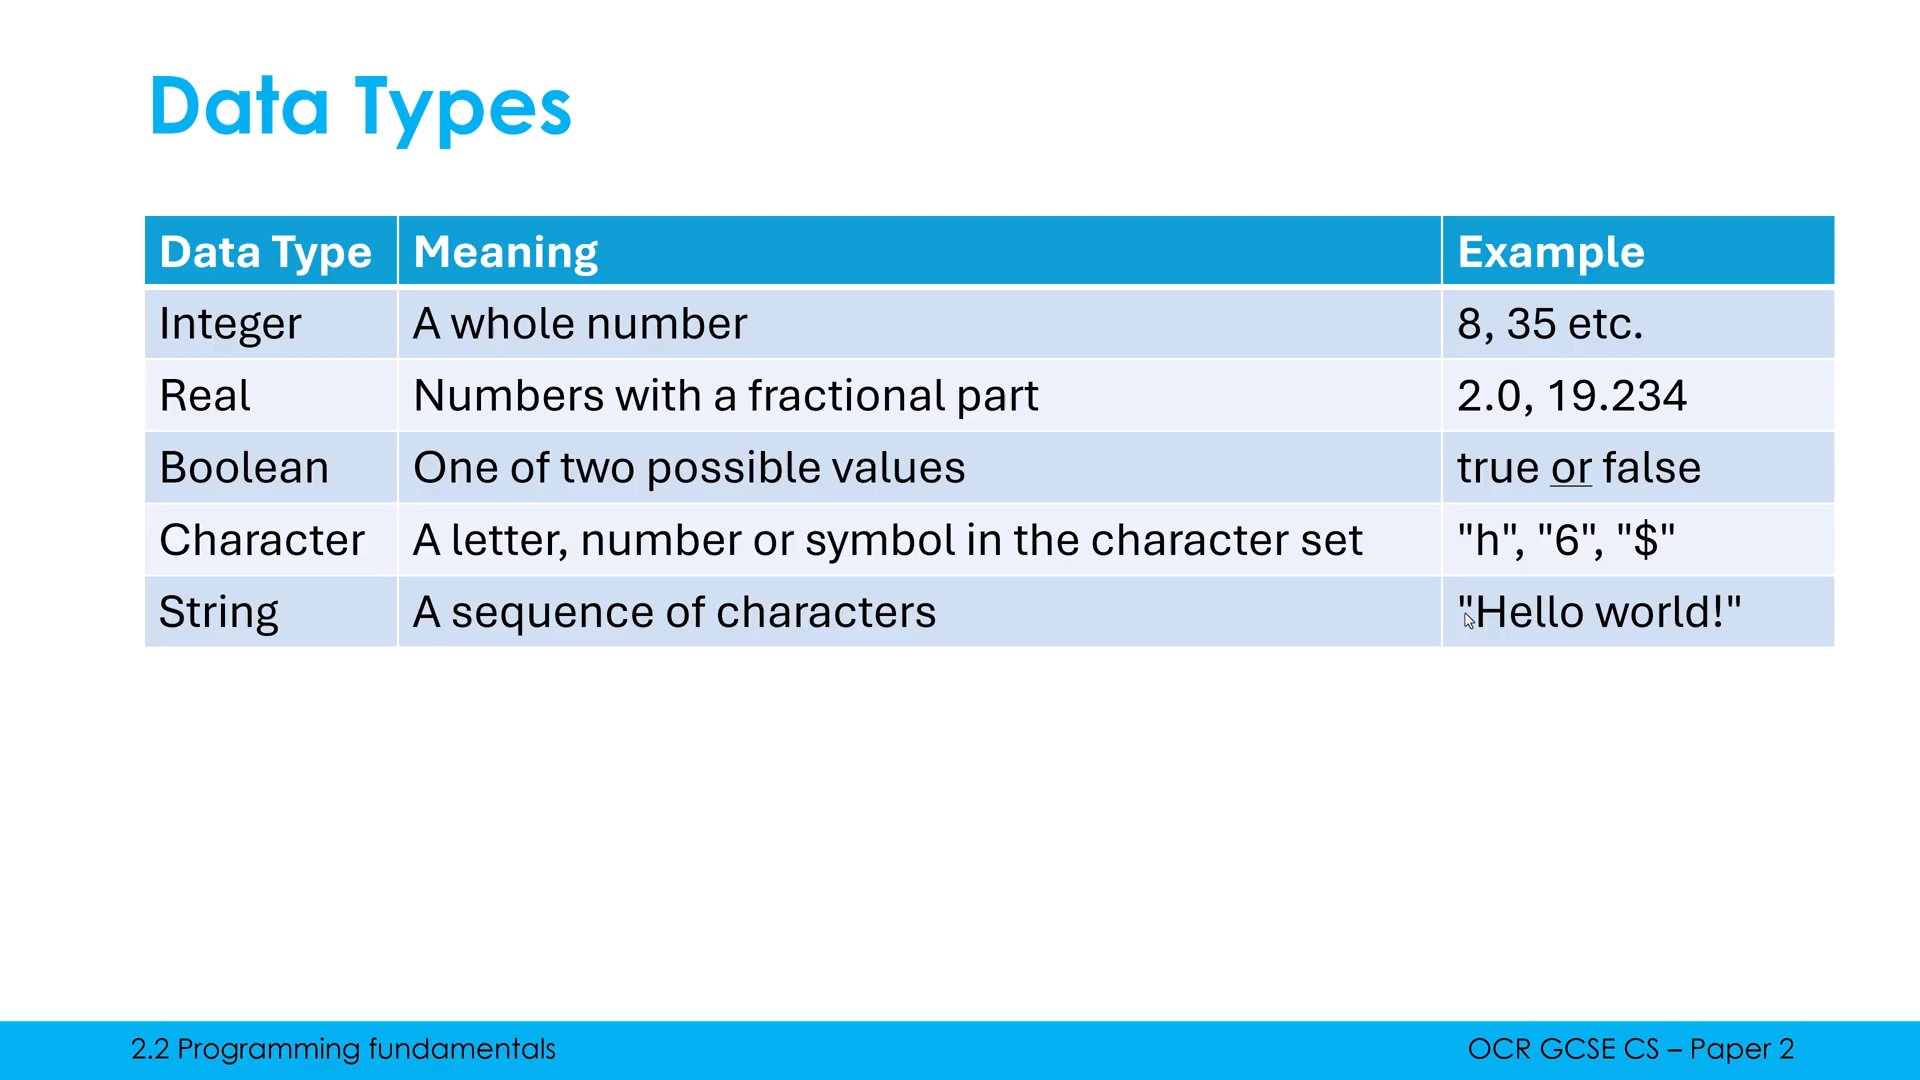 Data Types
Data Type Meaning Example
Integer A whole number 8, 35 etc.
Real Numbers with a fractional part 2.0, 19.234
Boolean One of two possible values true or false
Character A letter, number or symbol in the character set "h", "6", "$"
String A sequence of characters "Hello world!"
2.2 Programming fundamentals OCR GCSE CS – Paper 2